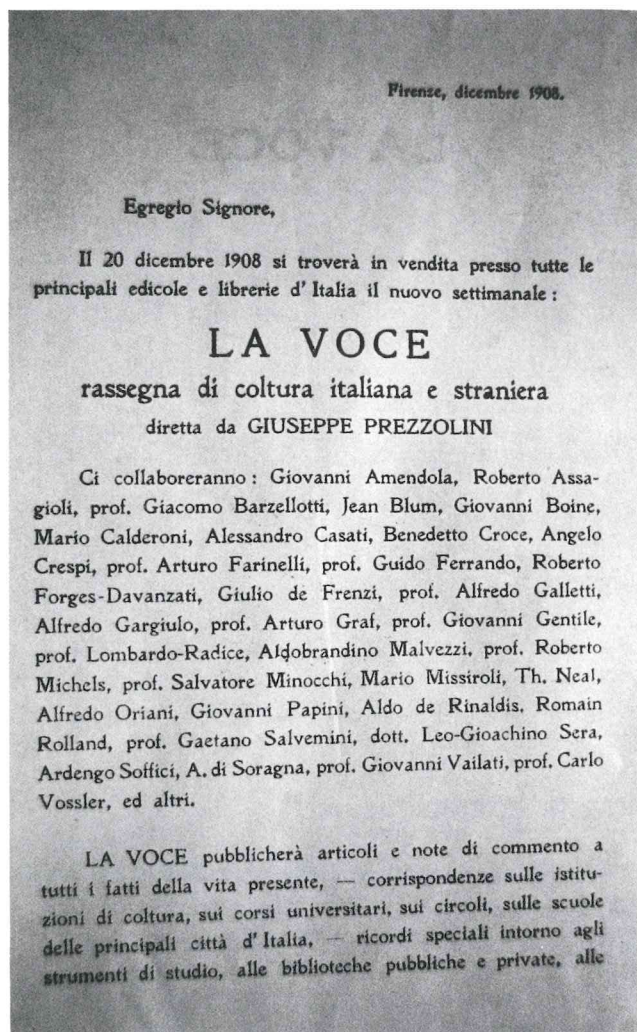 Firenze, dicembre 1908.
Egregio Signore,
Il 20 dicembre 1908 si troverà in vendita presso tutte le
principali edicole e librerie d'Italia il nuovo settimanale :
LA VOCE
rassegna di coltura italiana e straniera
diretta da GIUSEPPE PREZZOLINI
Ci collaboreranno : Giovanni Amendola, Roberto Assa-
gioli, prof. Giacomo Barzellotti, Jean Blum, Giovanni Boine,
Mario Calderoni, Alessandro Casati, Benedetto Croce, Angelo
Crespi, prof. Arturo Farinelli, prof. Guido Ferrando, Roberto
Forges-Davanzati, Giulio de Frenzi, prof. Alfredo Galletti,
Alfredo Gargiulo, prof. Arturo Graf, prof. Giovanni Gentile,
prof. Lombardo-Radice, Aldobrandino Malvezzi, prof. Roberto
Michels, prof. Salvatore Minocchi, Mario Missiroli, Th. Neal,
Alfredo Oriani, Giovanni Papini, Aldo de Rinaldis, Romain
Rolland, prof. Gaetano Salvemini, dott. Leo-Gioachino Sera,
Ardengo Soffici, A. di Soragna, prof. Giovanni Vailati, prof. Carlo
Vossler, ed altri.
LA VOCE pubblicherà articoli e note di commento a
tutti i fatti della vita presente, — corrispondenze sulle istitu-
zioni di coltura, sui corsi universitari, sui circoli, sulle scuole
delle principali città d'Italia, — ricordi speciali intorno agli
strumenti di studio, alle biblioteche pubbliche e private, alle